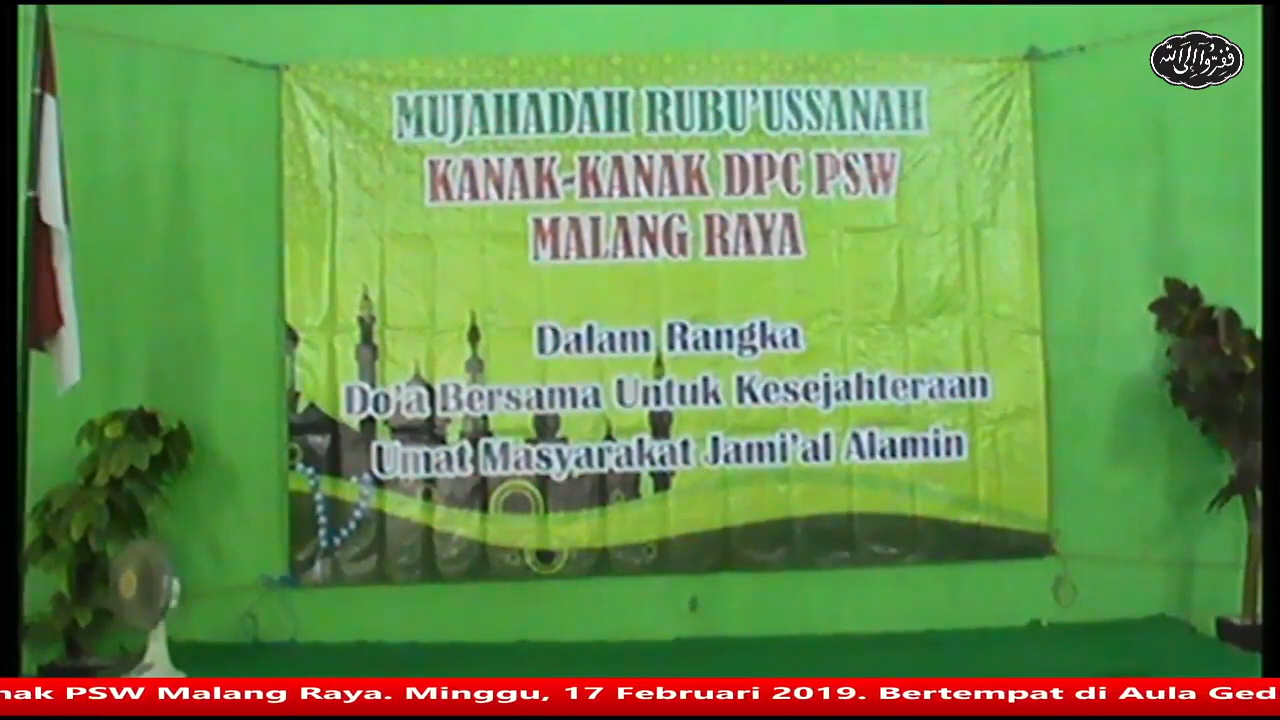 فَفِرُّوٓا۟ إِلَى ٱللَّهِ
MUJAHADAH RUBU'USSANAH
KANAK-KANAK DPC PSW
MALANG RAYA
Dalam Rangka
Do'a Bersama Untuk Kesejahteraan
Umat Masyarakat Jami'al Alamin
nak PSW Malang Raya. Minggu, 17 Februari 2019. Bertempat di Aula Ged